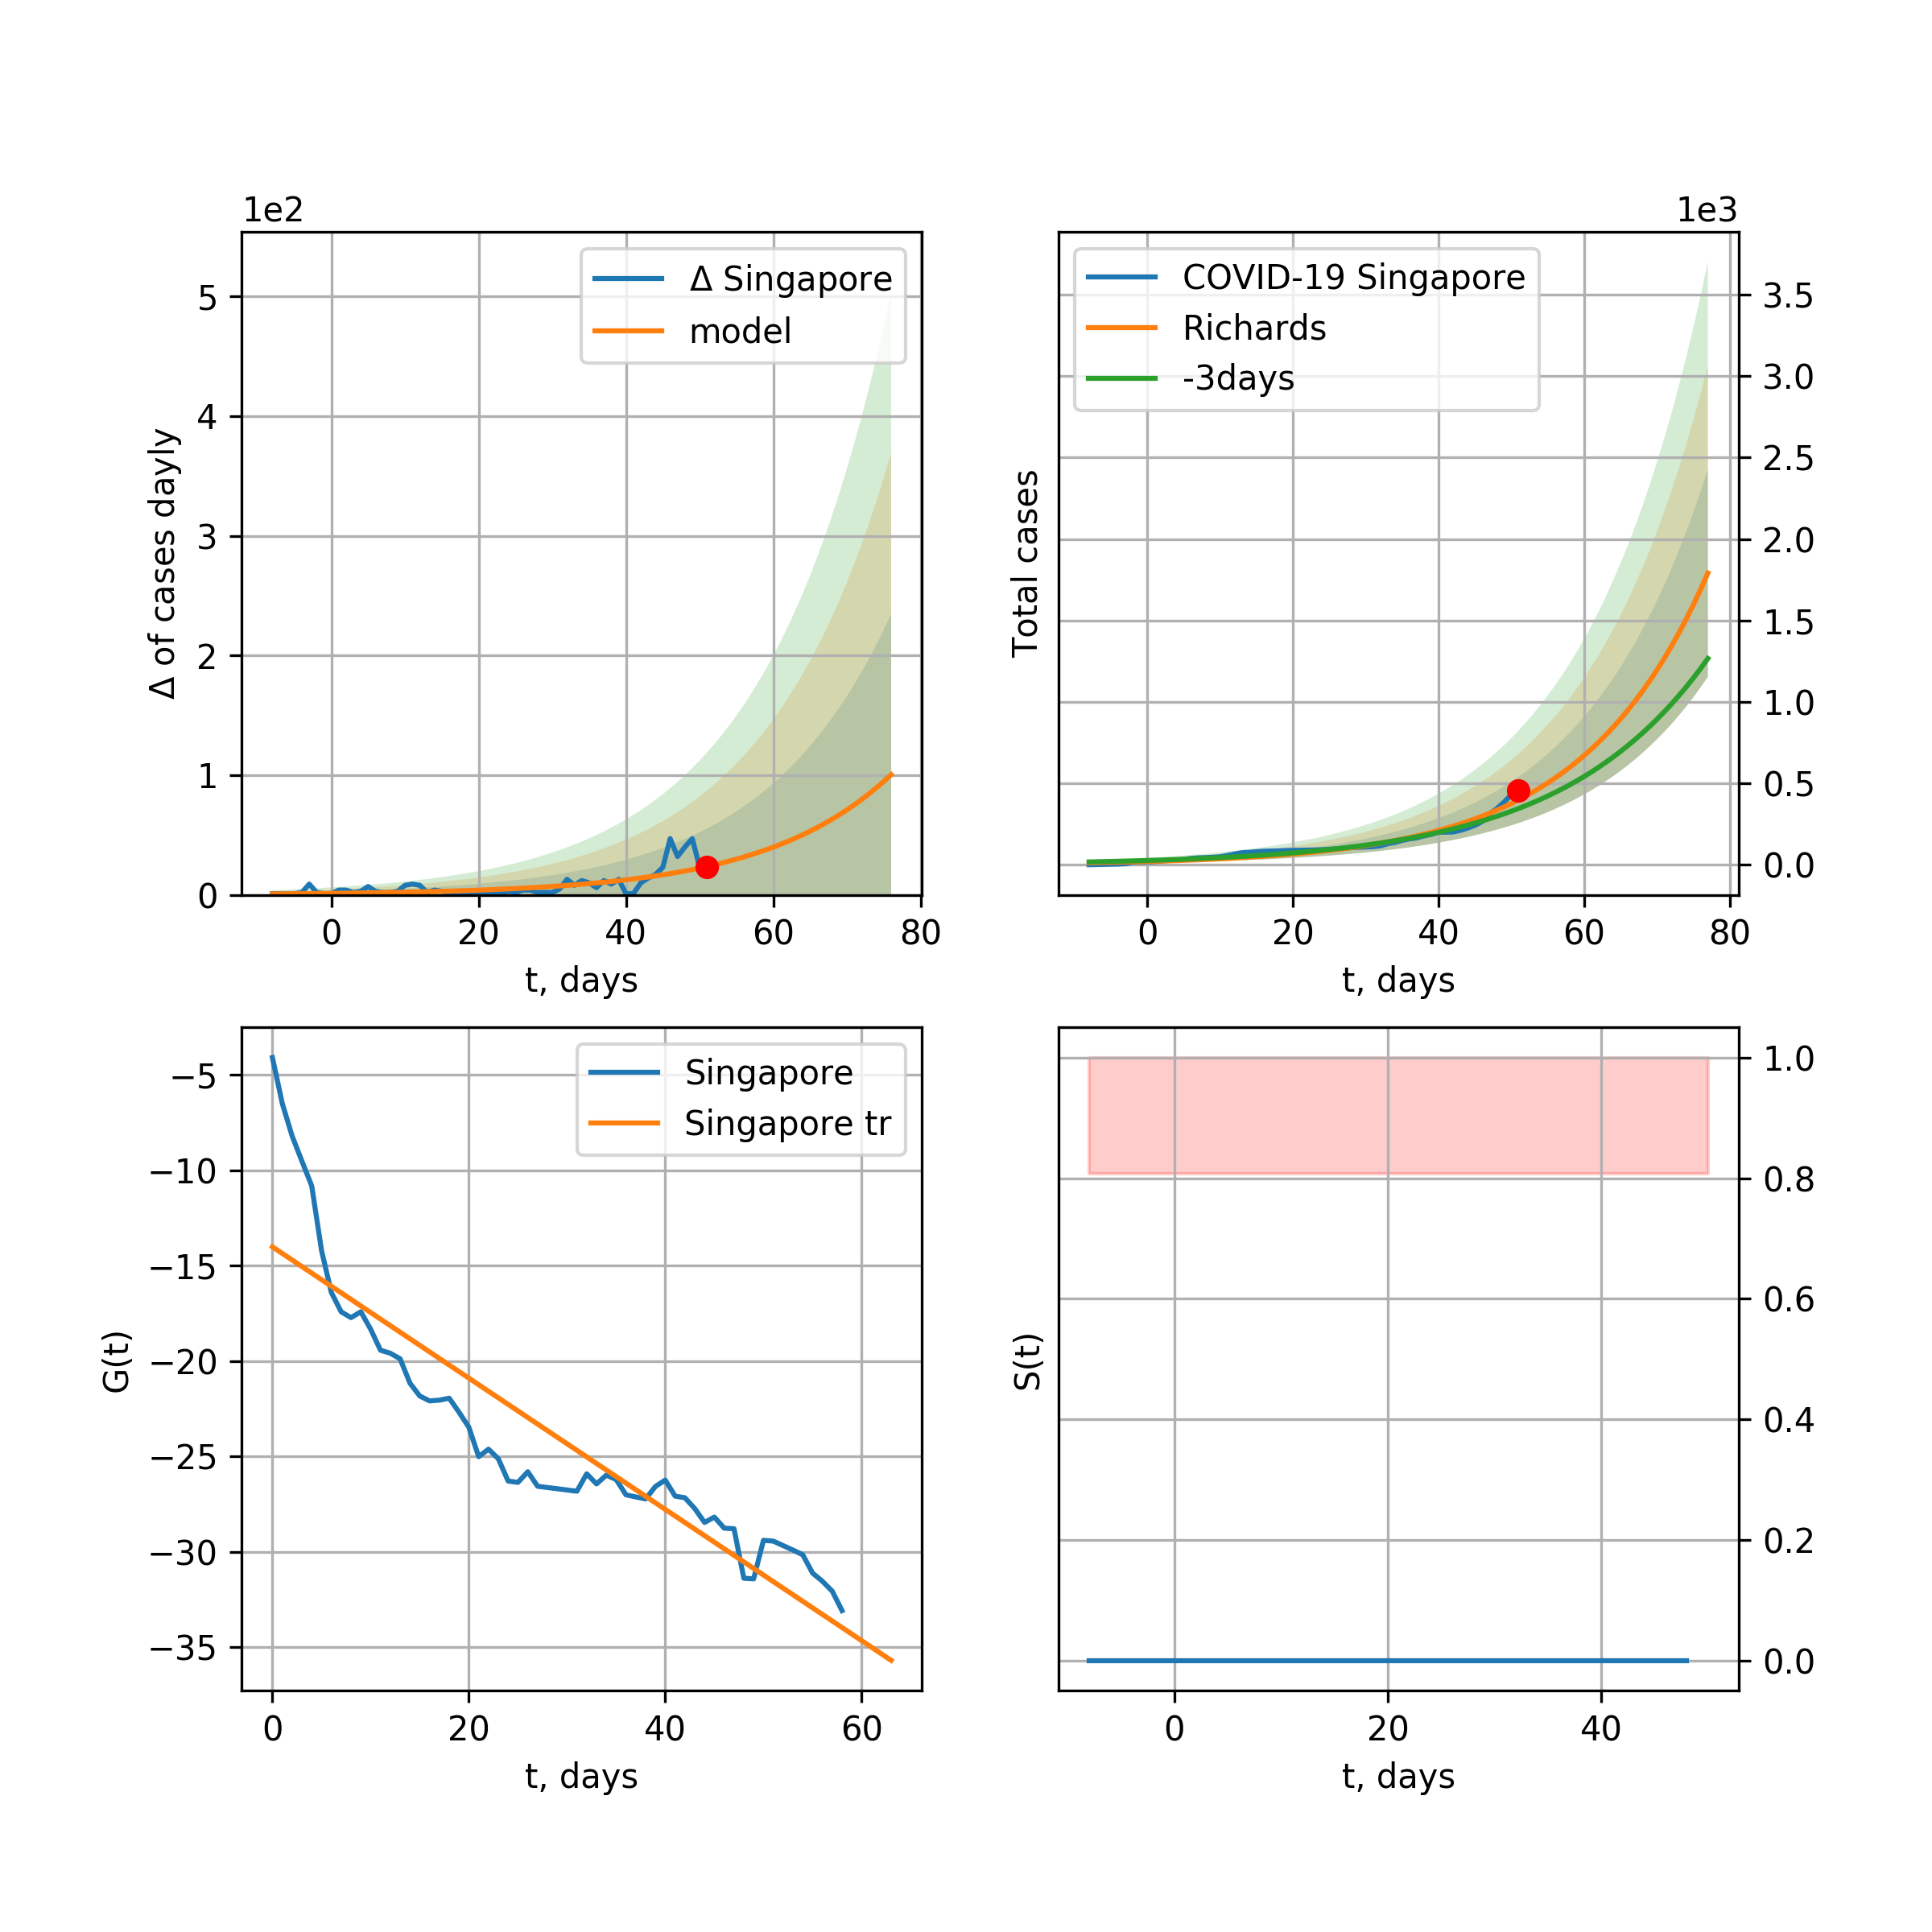 1e2
Δ of cases dayly
5
4
3
2
1
0
Δ Singapore
model
0 20 40 60 80
t, days
1e3
Total cases
COVID-19 Singapore
Richards
-3days
3.5
3.0
2.5
2.0
1.5
1.0
0.5
0.0
0 20 40 60 80
t, days
G(t)
−5
−10
−15
−20
−25
−30
−35
Singapore
Singapore tr
0 20 40 60
t, days
S(t)
1.0
0.8
0.6
0.4
0.2
0.0
0 20 40
t, days